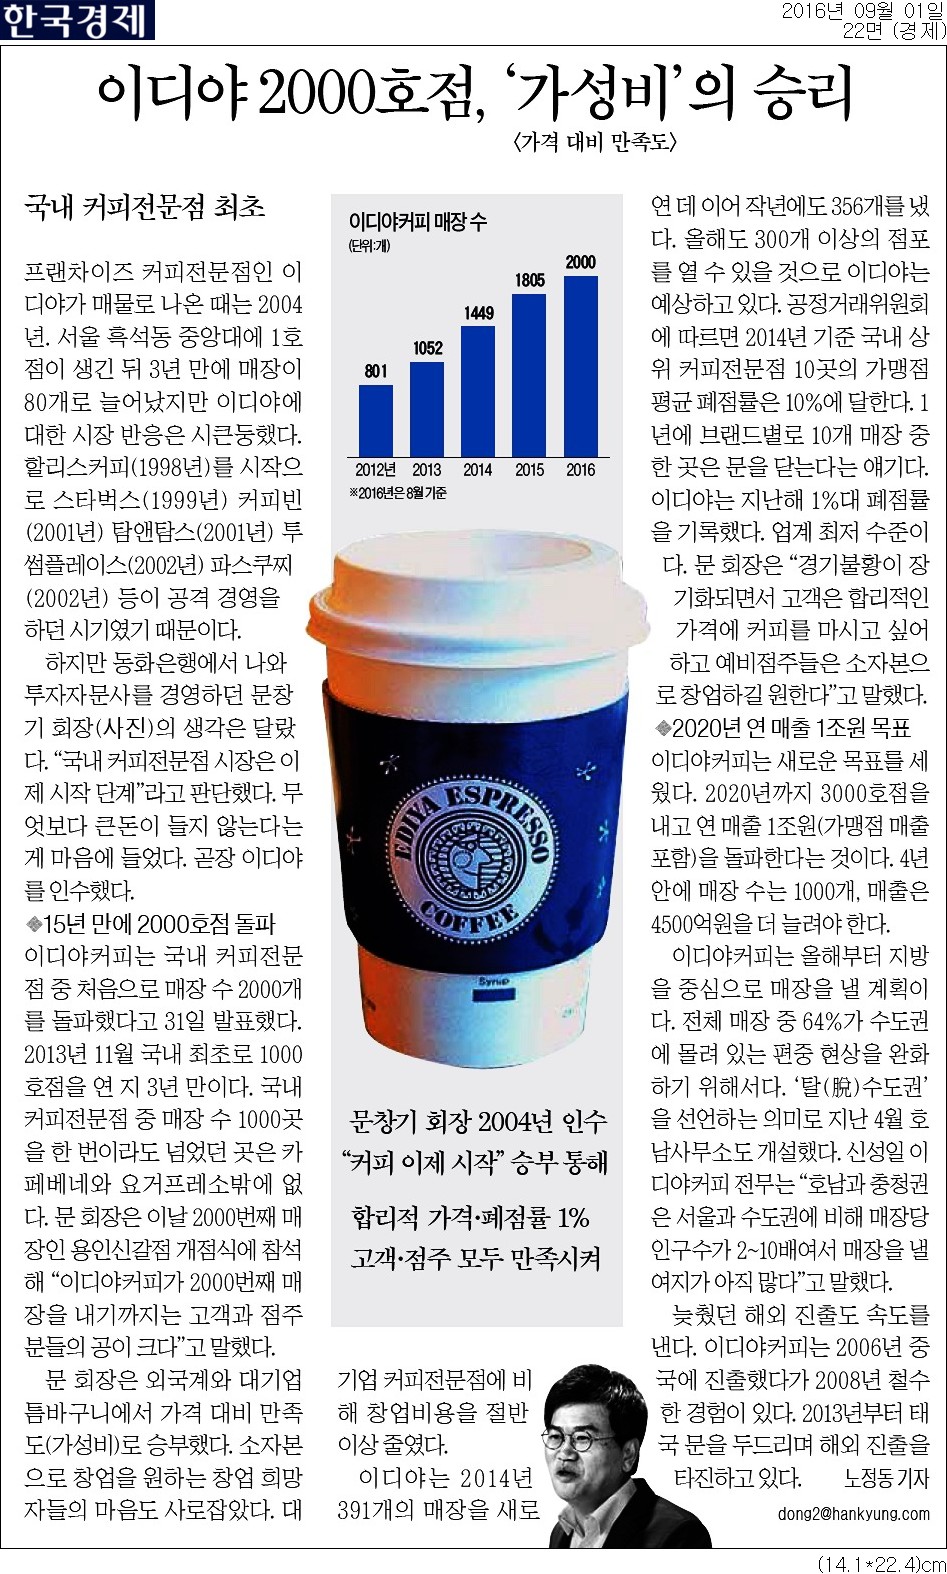 한국경제
2016년 09월 01일
22면 (경제)
이디야 2000호점, ‘가성비’의 승리
〈가격 대비 만족도〉
국내 커피전문점 최초
프랜차이즈 커피전문점인 이
디야가 매물로 나온 때는 2004
년. 서울 흑석동 중앙대에 1호
점이 생긴 뒤 3년 만에 매장이
80개로 늘어났지만 이디야에
대한 시장 반응은 시큰둥했다.
할리스커피(1998년)를 시작으
로 스타벅스(1999년) 커피빈
(2001년) 탐앤탐스(2001년) 투
썸플레이스(2002년) 파스쿠찌
(2002년) 등이 공격 경영을
하던 시기였기 때문이다.
하지만 동화은행에서 나와
투자자문사를 경영하던 문창
기 회장(사진)의 생각은 달랐
다. “국내 커피전문점 시장은 이
제 시작 단계”라고 판단했다. 무
엇보다 큰돈이 들지 않는다는
게 마음에 들었다. 곧장 이디야
를 인수했다.
◆15년 만에 2000호점 돌파
이디야커피는 국내 커피전문
점 중 처음으로 매장 수 2000개
를 돌파했다고 31일 발표했다.
2013년 11월 국내 최초로 1000
호점을 연 지 3년 만이다. 국내
커피전문점 중 매장 수 1000곳
을 한 번이라도 넘었던 곳은 카
페베네와 요거프레소밖에 없
다. 문 회장은 이날 2000번째 매
장인 용인신갈점 개점식에 참석
해 “이디야커피가 2000번째 매
장을 내기까지는 고객과 점주
분들의 공이 크다”고 말했다.
문 회장은 외국계와 대기업
틈바구니에서 가격 대비 만족
도(가성비)로 승부했다. 소자본
으로 창업을 원하는 창업 희망
자들의 마음도 사로잡았다. 대
이디야커피 매장 수
(단위:개)
801
1052
1449
1805
2000
2012년 2013 2014 2015 2016
※2016년은 8월 기준
EDIYA ESPRESSO
COFFEE
Syrup
문창기 회장 2004년 인수
“커피 이제 시작” 승부 통해
합리적 가격·폐점률 1%
고객·점주 모두 만족시켜
기업 커피전문점에 비
해 창업비용을 절반
이상 줄였다.
이디야는 2014년
391개의 매장을 새로
연 데 이어 작년에도 356개를 냈
다. 올해도 300개 이상의 점포
를 열 수 있을 것으로 이디야는
예상하고 있다. 공정거래위원회
에 따르면 2014년 기준 국내 상
위 커피전문점 10곳의 가맹점
평균 폐점률은 10%에 달한다. 1
년에 브랜드별로 10개 매장 중
한 곳은 문을 닫는다는 얘기다.
이디야는 지난해 1%대 폐점률
을 기록했다. 업계 최저 수준이
다. 문 회장은 “경기불황이 장
기화되면서 고객은 합리적인
가격에 커피를 마시고 싶어
하고 예비점주들은 소자본으
로 창업하길 원한다”고 말했다.
◆2020년 연 매출 1조원 목표
이디야커피는 새로운 목표를 세
웠다. 2020년까지 3000호점을
내고 연 매출 1조원(가맹점 매출
포함)을 돌파한다는 것이다. 4년
안에 매장 수는 1000개, 매출은
4500억원을 더 늘려야 한다.
이디야커피는 올해부터 지방
을 중심으로 매장을 낼 계획이
다. 전체 매장 중 64%가 수도권
에 몰려 있는 편중 현상을 완화
하기 위해서다. ‘탈(脫)수도권’
을 선언하는 의미로 지난 4월 호
남사무소도 개설했다. 신성일 이
디야커피 전무는 “호남과 충청권
은 서울과 수도권에 비해 매장당
인구수가 2~10배여서 매장을 낼
여지가 아직 많다”고 말했다.
늦췄던 해외 진출도 속도를
낸다. 이디야커피는 2006년 중
국에 진출했다가 2008년 철수
한 경험이 있다. 2013년부터 태
국 문을 두드리며 해외 진출을
타진하고 있다. 노정동 기자
dong2@hankyung.com
(14.1*22.4)cm